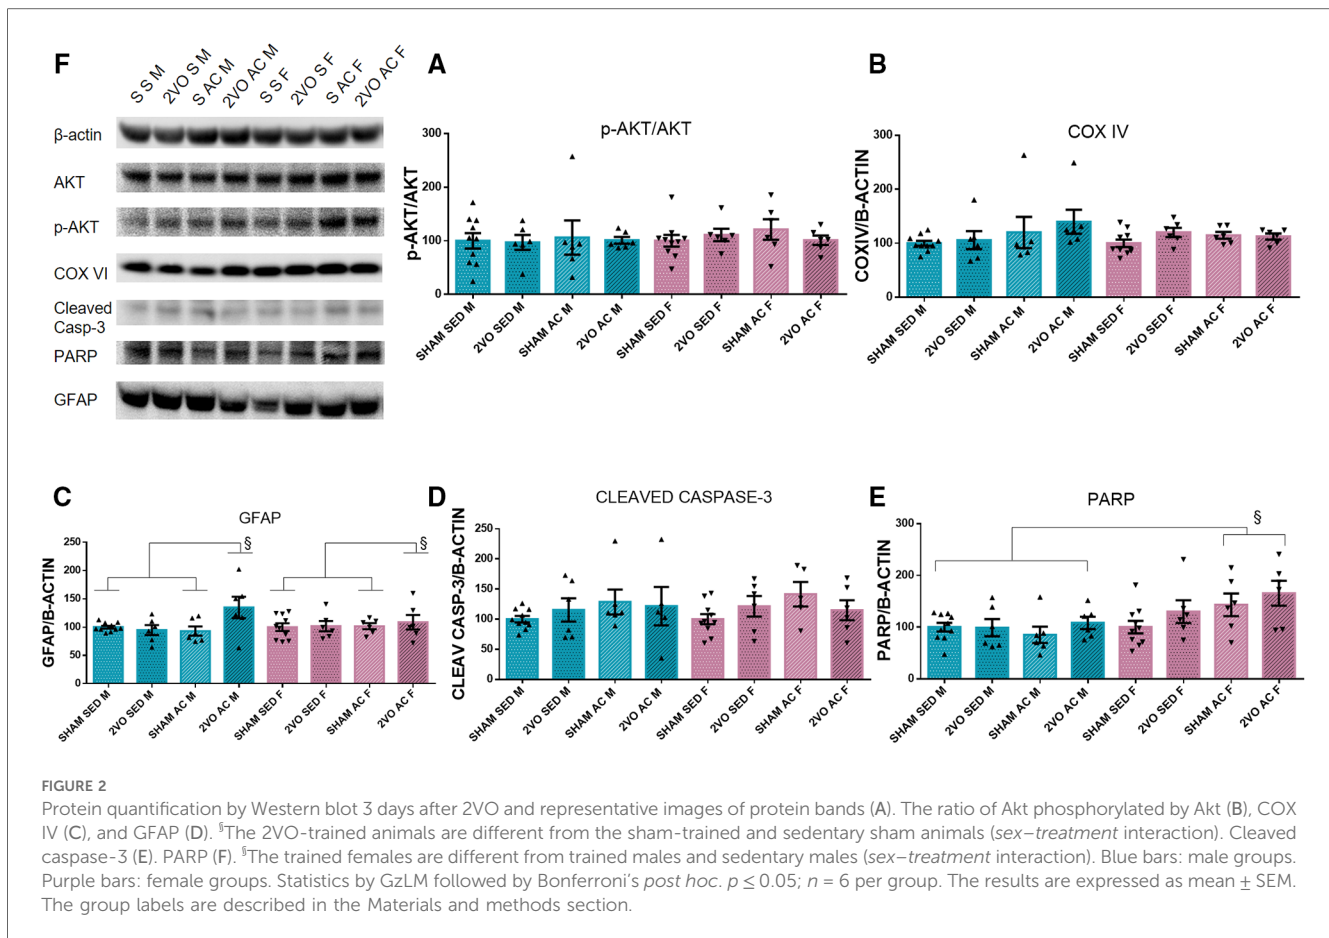 F
S S M
2VO S M
S AC M
2VO AC M
S S F
2VO S F
S AC F
2VO AC F
β-actin
AKT
p-AKT
COX VI
Cleaved
Casp-3
PARP
GFAP
A
p-AKT/AKT
p-AKT/AKT
300
200
100
0
SHAM SED M
2VO SED M
SHAM AC M
2VO AC M
SHAM SED F
2VO SED F
SHAM AC F
2VO AC F
B
COX IV
COXIV/B-ACTIN
300
200
100
0
SHAM SED M
2VO SED M
SHAM AC M
2VO AC M
SHAM SED F
2VO SED F
SHAM AC F
2VO AC F
C
GFAP
GFAP/B-ACTIN
250
200
150
100
50
0
§
§
SHAM SED M
2VO SED M
SHAM AC M
2VO AC M
SHAM SED F
2VO SED F
SHAM AC F
2VO AC F
D
CLEAVED CASPASE-3
CLEAV CASP-3/B-ACTIN
250
200
150
100
50
0
SHAM SED M
2VO SED M
SHAM AC M
2VO AC M
SHAM SED F
2VO SED F
SHAM AC F
2VO AC F
E
PARP
PARP/B-ACTIN
300
200
100
0
§
SHAM SED M
2VO SED M
SHAM AC M
2VO AC M
SHAM SED F
2VO SED F
SHAM AC F
2VO AC F
FIGURE 2
Protein quantification by Western blot 3 days after 2VO and representative images of protein bands (A). The ratio of Akt phosphorylated by Akt (B), COX
IV (C), and GFAP (D). §The 2VO-trained animals are different from the sham-trained and sedentary sham animals (sex–treatment interaction). Cleaved
caspase-3 (E). PARP (F). §The trained females are different from trained males and sedentary males (sex–treatment interaction). Blue bars: male groups.
Purple bars: female groups. Statistics by GzLM followed by Bonferroni's post hoc. p ≤ 0.05; n = 6 per group. The results are expressed as mean ± SEM.
The group labels are described in the Materials and methods section.